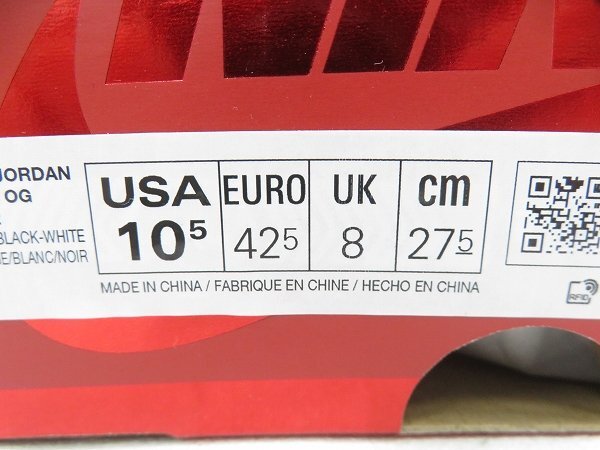 JORDAN
OG
BLACK-WHITE
E/BLANC/NOIR
USA EURO UK cm
10⁵ 42⁵ 8 27⁵
MADE IN CHINA / FABRIQUE EN CHINE / HECHO EN CHINA
RFID